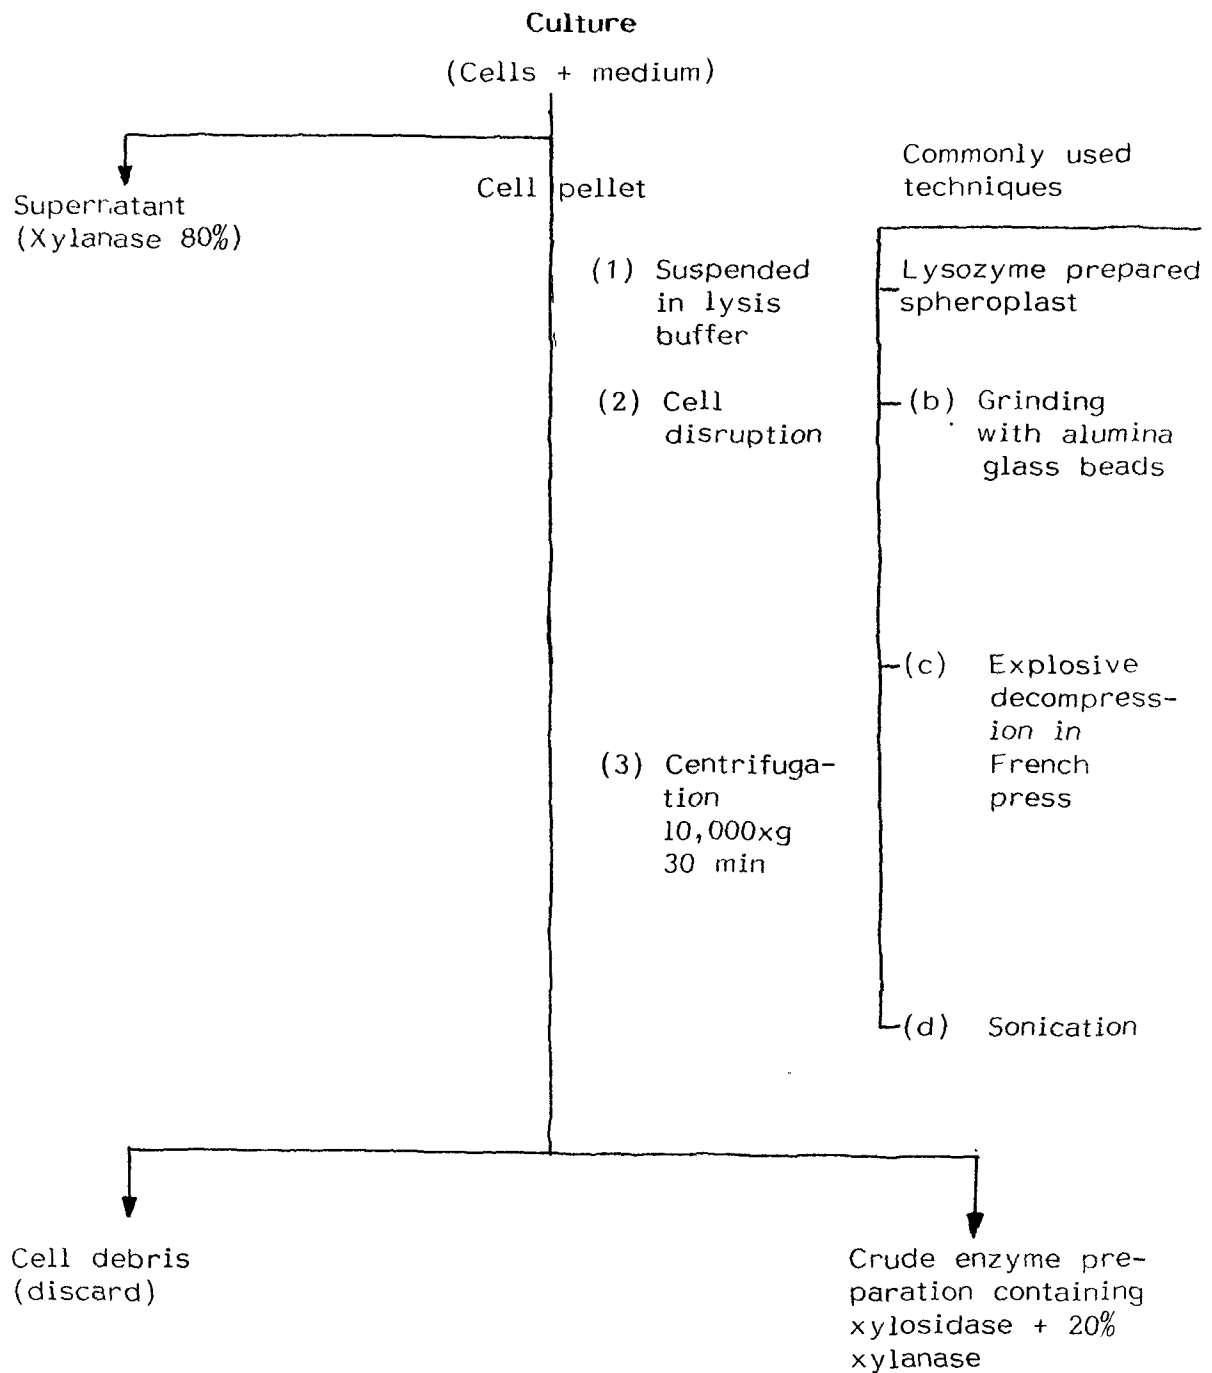 Culture
(Cells + medium)
Supernatant
(Xylanase 80%)
Cell pellet
(1) Suspended
in lysis
buffer
(2) Cell
disruption
(3) Centrifuga-
tion
10,000xg
30 min
Commonly used
techniques
Lysozyme prepared
spheroplast
(b) Grinding
with alumina
glass beads
(c) Explosive
decompress-
ion in
French
press
(d) Sonication
Cell debris
(discard)
Crude enzyme pre-
paration containing
xylosidase + 20%
xylanase